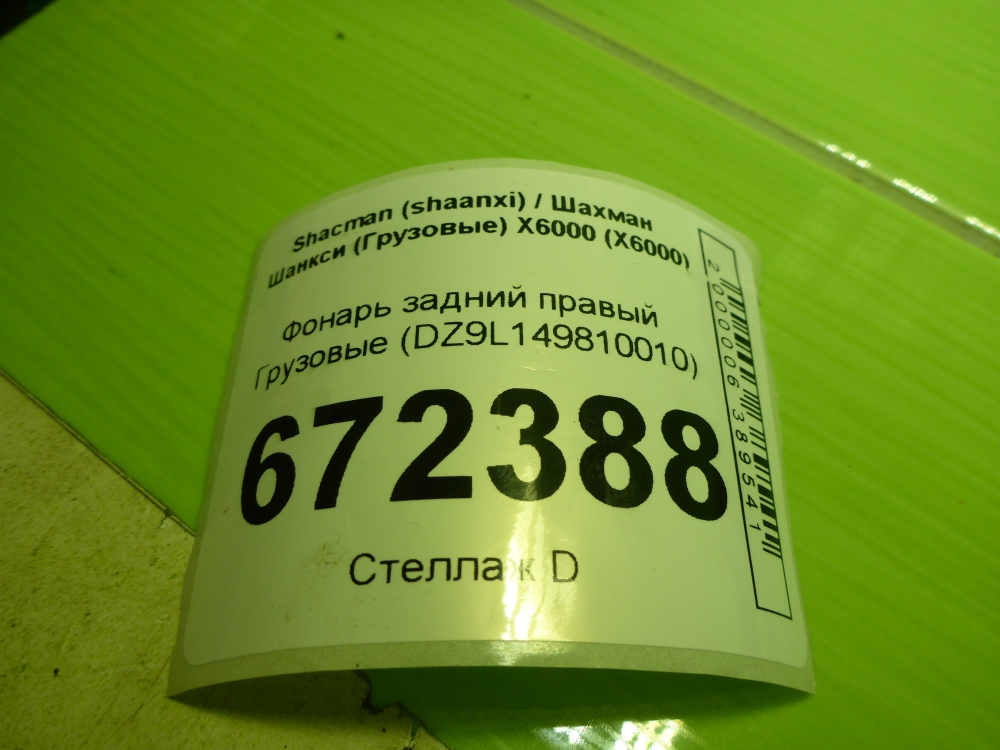 Shacman (shaanxi) / Шахман
Шанкси (Грузовые) X6000 (X6000)
Фонарь задний правый
Грузовые (DZ9L149810010)
672388
Стеллаж D
2000006389541